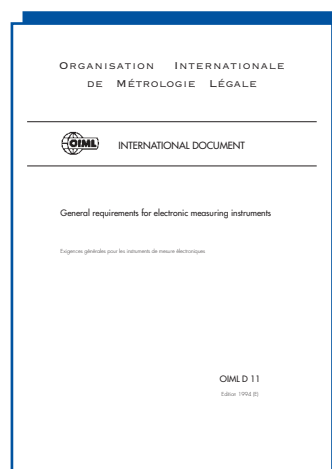 ORGANISATION INTERNATIONALE
DE MÉTROLOGIE LÉGALE
OIML
INTERNATIONAL DOCUMENT
General requirements for electronic measuring instruments
Exigences générales pour les instruments de mesure électroniques
OIML D 11
Edition 1994 (E)